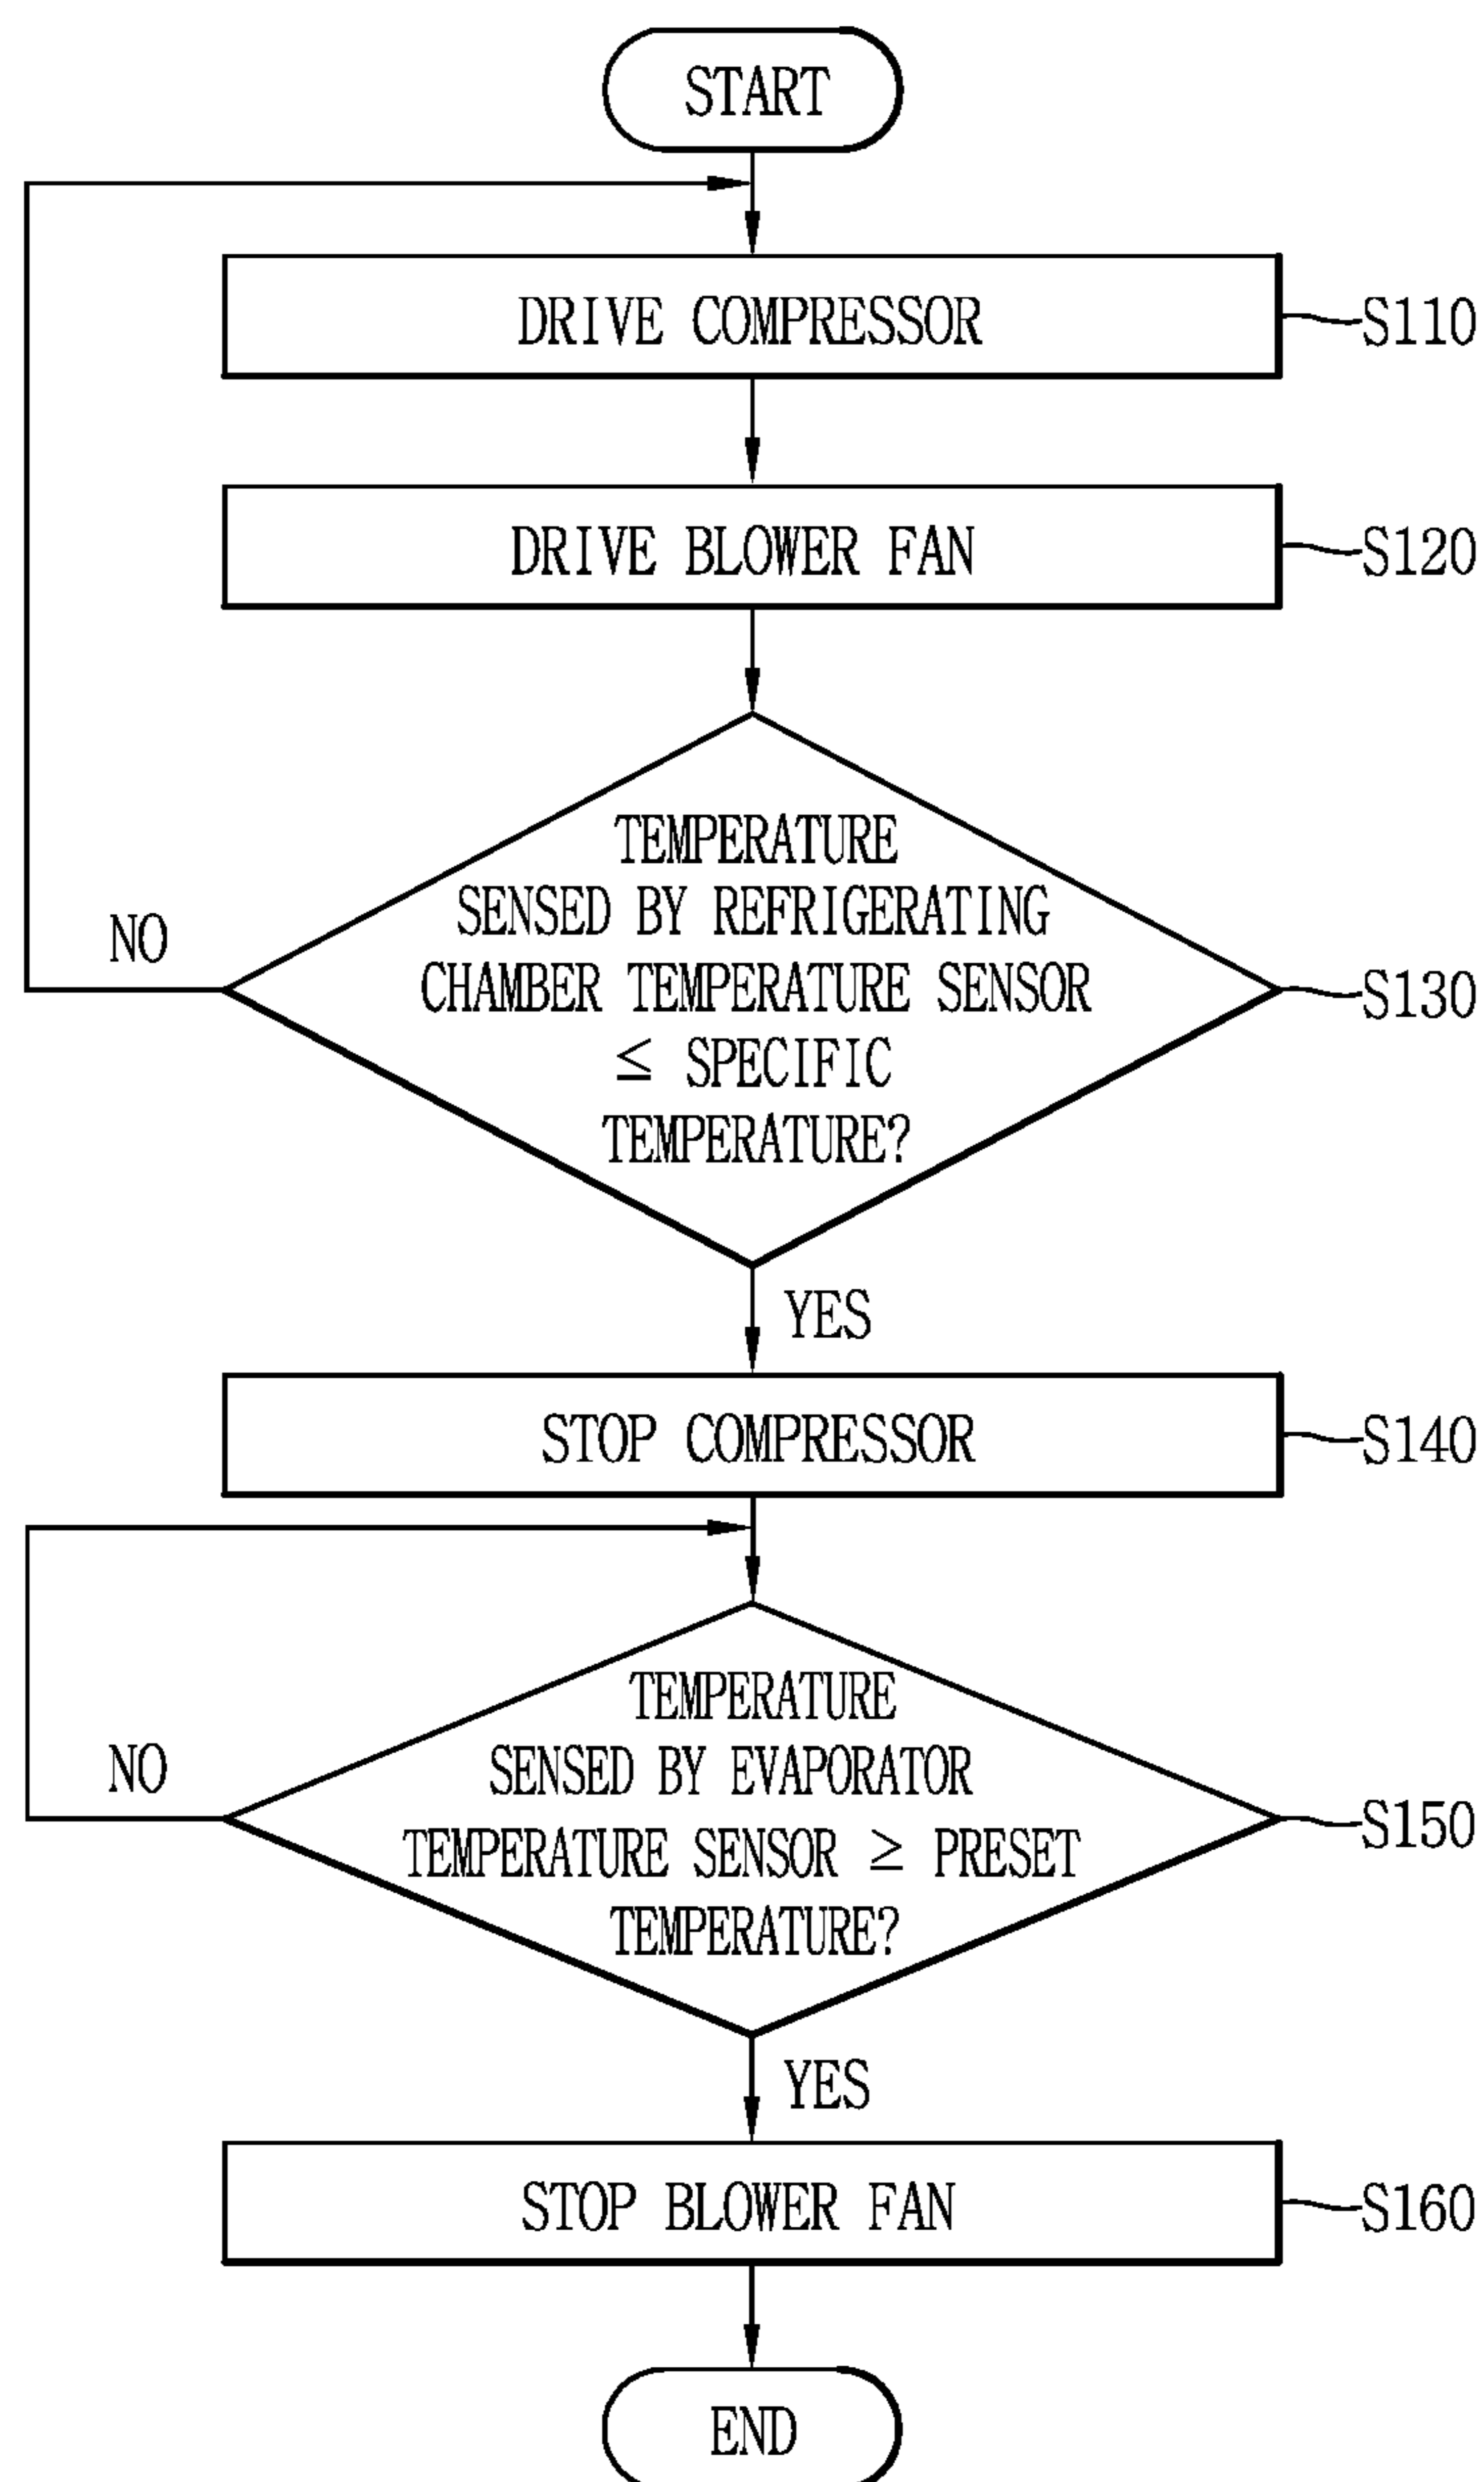 START
DRIVE COMPRESSOR
S110
DRIVE BLOWER FAN
S120
TEMPERATURE
SENSED BY REFRIGERATING
CHAMBER TEMPERATURE SENSOR
≤ SPECIFIC
TEMPERATURE?
NO
S130
YES
STOP COMPRESSOR
S140
TEMPERATURE
SENSED BY EVAPORATOR
TEMPERATURE SENSOR ≥ PRESET
TEMPERATURE?
NO
S150
YES
STOP BLOWER FAN
S160
END